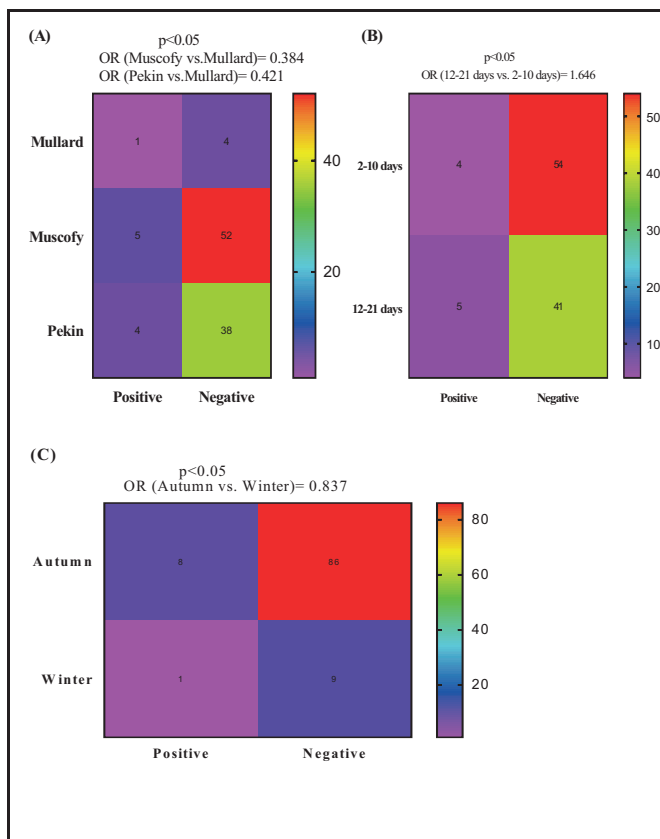 (A)
p<0.05
OR (Muscofy vs.Mullard)= 0.384
OR (Pekin vs.Mullard)= 0.421
Mullard 1 4
Muscofy 5 52
Pekin 4 38
Positive Negative
40
20
(B)
p<0.05
OR (12-21 days vs. 2-10 days)= 1.646
2-10 days 4 54
12-21 days 5 41
Positive Negative
50
40
30
20
10
(C)
p<0.05
OR (Autumn vs. Winter)= 0.837
Autumn 8 86
Winter 1 9
Positive Negative
80
60
40
20